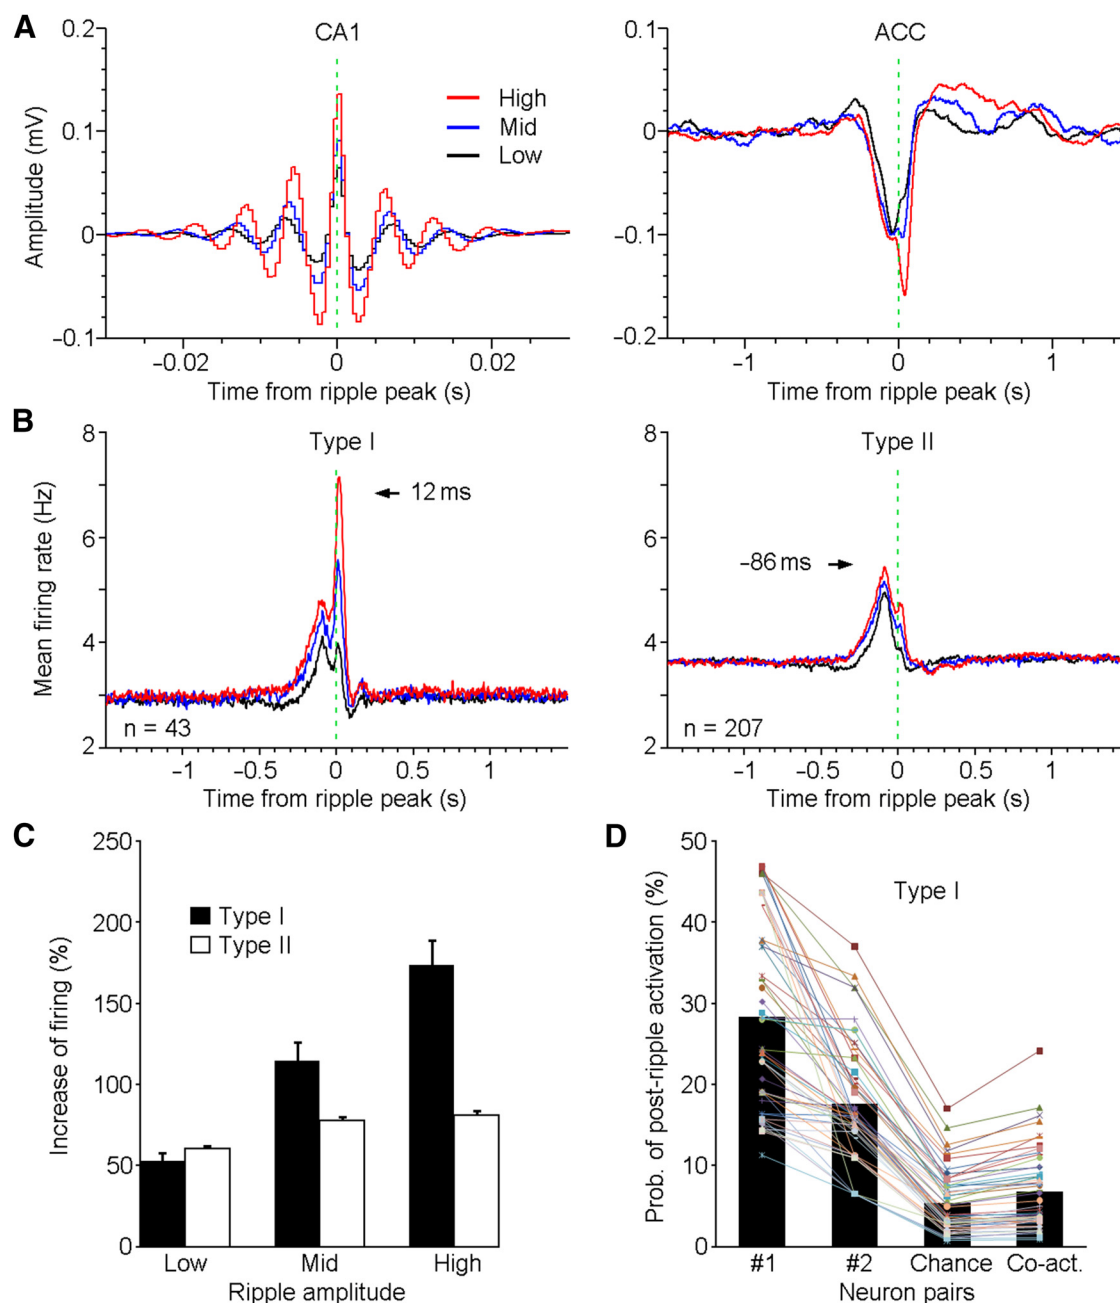 A
CA1
ACC
0.2
0.1
0
−0.1
Amplitude (mV)
High
Mid
Low
−0.02
0
0.02
Time from ripple peak (s)
0.1
0
−0.1
−0.2
−1
0
1
Time from ripple peak (s)
B
Type I
Type II
8
6
4
2
Mean firing rate (Hz)
12 ms
n = 43
−1
−0.5
0
0.5
1
Time from ripple peak (s)
8
6
4
2
−86 ms
n = 207
−1
−0.5
0
0.5
1
Time from ripple peak (s)
C
250
200
150
100
50
0
Increase of firing (%)
Type I
Type II
Low
Mid
High
Ripple amplitude
D
50
40
30
20
10
0
Prob. of post-ripple activation (%)
Type I
#1
#2
Chance
Co-act.
Neuron pairs